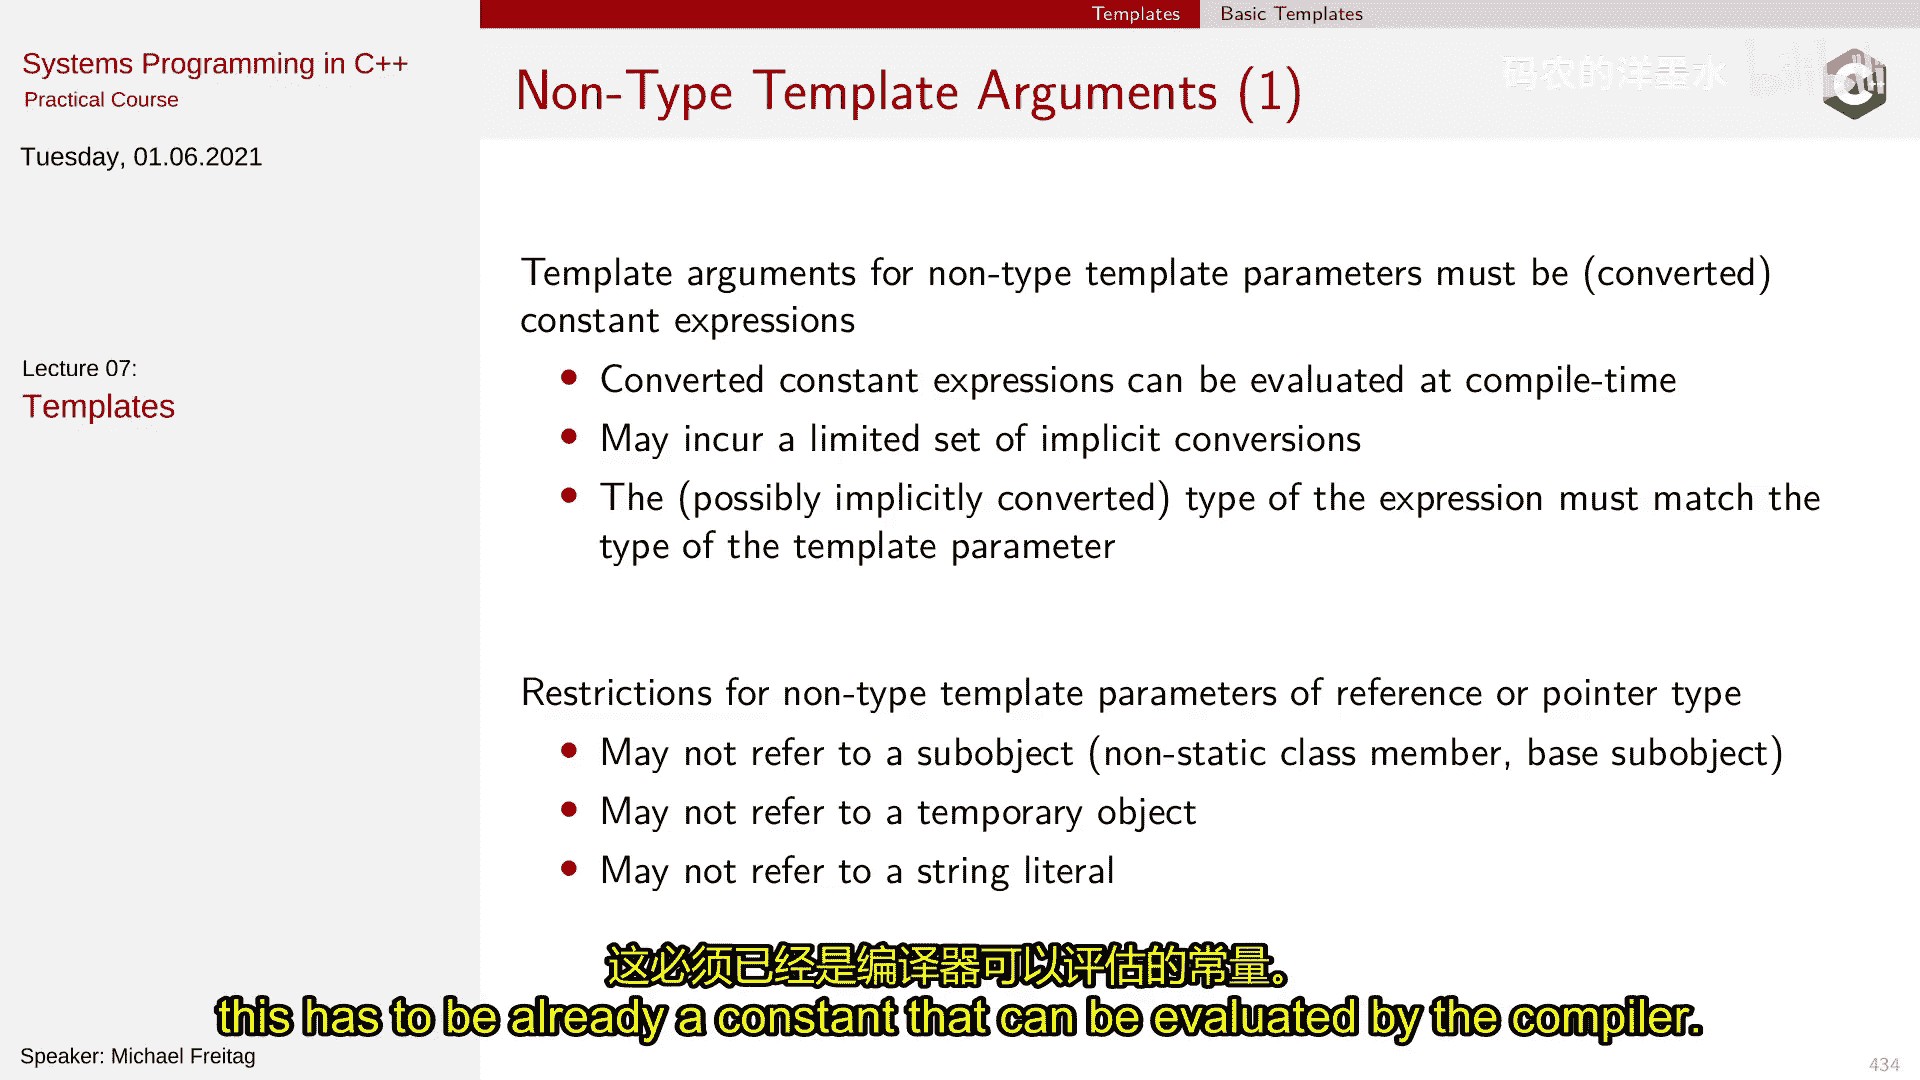 Templates Basic Templates
Systems Programming in C++
Practical Course
Tuesday, 01.06.2021
Lecture 07:
Templates
Non-Type Template Arguments (1)
码农的洋墨水
Template arguments for non-type template parameters must be (converted)
constant expressions
• Converted constant expressions can be evaluated at compile-time
• May incur a limited set of implicit conversions
• The (possibly implicitly converted) type of the expression must match the
type of the template parameter
Restrictions for non-type template parameters of reference or pointer type
• May not refer to a subobject (non-static class member, base subobject)
• May not refer to a temporary object
• May not refer to a string literal
这必须已经是编译器可以评估的常量。
this has to be already a constant that can be evaluated by the compiler.
Speaker: Michael Freitag
434